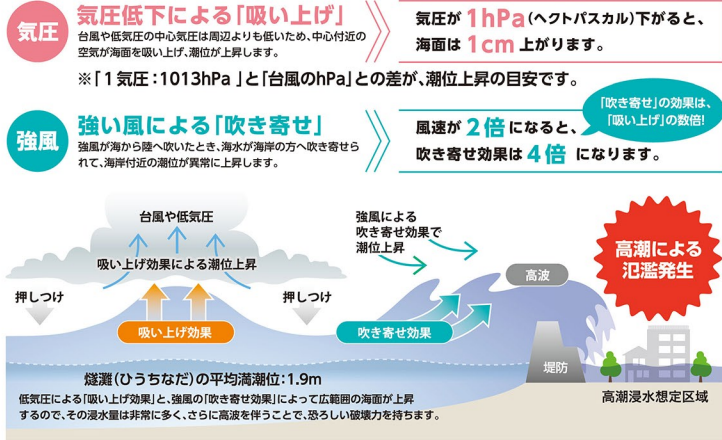 気圧
気圧低下による「吸い上げ」
台風や低気圧の中心気圧は周辺よりも低いため、中心付近の
空気が海面を吸い上げ、潮位が上昇します。
気圧が1hPa(ヘクトパスカル)下がると、
海面は1cm上がります。
※「1気圧:1013hPa 」と「台風のhPa」との差が、潮位上昇の目安です。
強風
強い風による「吹き寄せ」
強風が海から陸へ吹いたとき、海水が海岸の方へ吹き寄せら
れて、海岸付近の潮位が異常に上昇します。
「吹き寄せ」の効果は、
「吸い上げ」の数倍!
風速が2倍になると、
吹き寄せ効果は4倍になります。
台風や低気圧
吸い上げ効果による潮位上昇
押しつけ
押しつけ
吸い上げ効果
強風による
吹き寄せ効果で
潮位上昇
高波
吹き寄せ効果
高潮による
氾濫発生
堤防
高潮浸水想定区域
燧灘(ひうちなだ)の平均満潮位:1.9m
低気圧による「吸い上げ効果」と、強風の「吹き寄せ効果」によって広範囲の海面が上昇
するので、その浸水量は非常に多く、さらに高波を伴うことで、恐ろしい破壊力を持ちます。